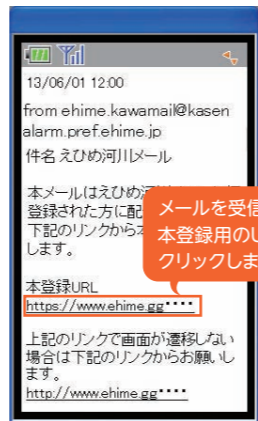 13/06/01 12:00
from ehime.kawamail@kasen
alarm.pref.ehime.jp
件名 えひめ河川メール
本メールはえひめ
登録された方に配
下記のリンクから
します。
メールを受信
本登録用の
クリックしま
本登録URL
https://www.ehime.gg････
上記のリンクで画面が遷移しない
場合は下記のリンクからお願いし
ます。
http://www.ehime.gg････